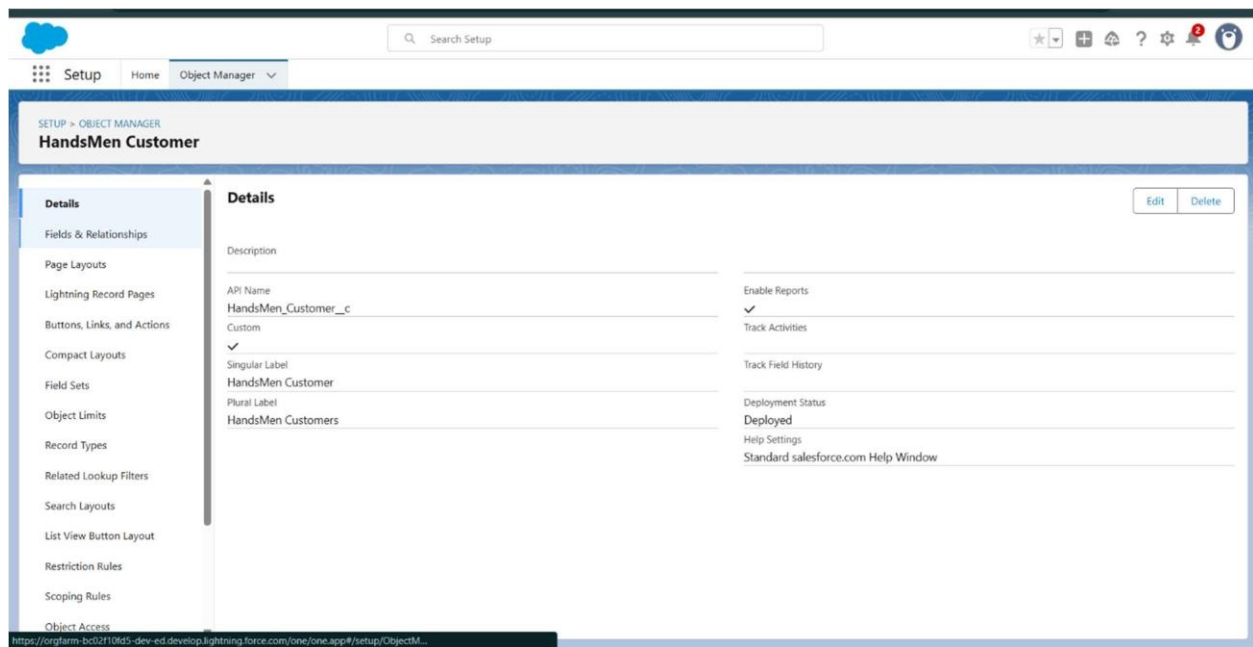 Search Setup
2
Setup
Home
Object Manager
SETUP > OBJECT MANAGER
HandsMen Customer
Details
Fields & Relationships
Page Layouts
Lightning Record Pages
Buttons, Links, and Actions
Compact Layouts
Field Sets
Object Limits
Record Types
Related Lookup Filters
Search Layouts
List View Button Layout
Restriction Rules
Scoping Rules
Object Access
Details
Edit
Delete
Description
API Name
HandsMen_Customer__c
Custom
Singular Label
HandsMen Customer
Plural Label
HandsMen Customers
Enable Reports
Track Activities
Track Field History
Deployment Status
Deployed
Help Settings
Standard salesforce.com Help Window
https://orgfarm-bc02f10fd5-dev-ed.develop.lightning.force.com/one/one.app#/setup/ObjectM...